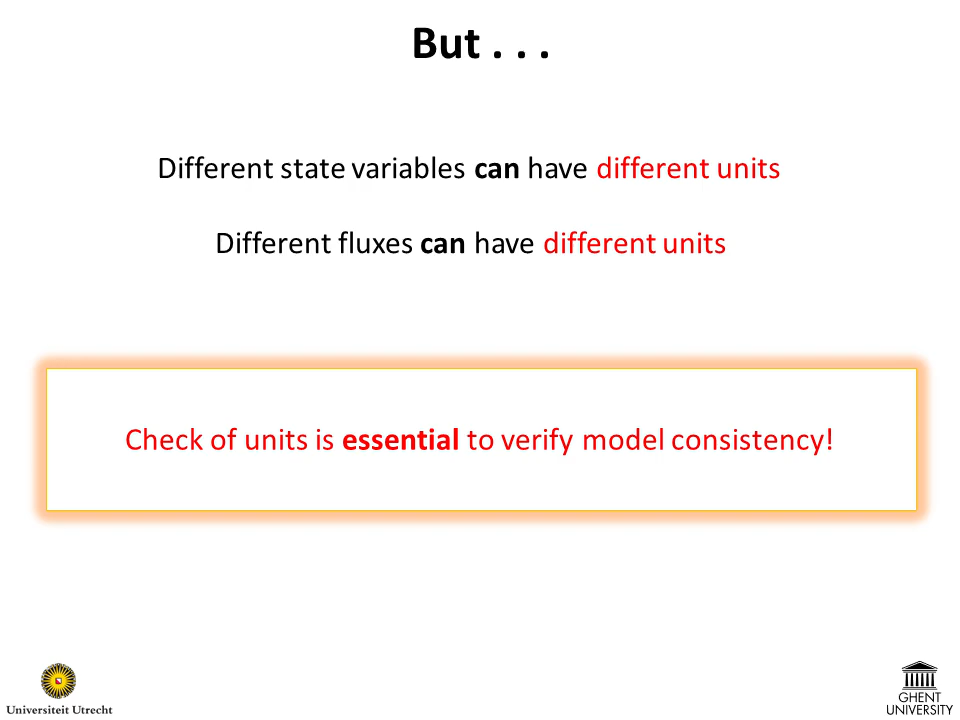 But . . .
Different state variables can have different units
Different fluxes can have different units
Check of units is essential to verify model consistency!
Universiteit Utrecht
GHENT
UNIVERSITY